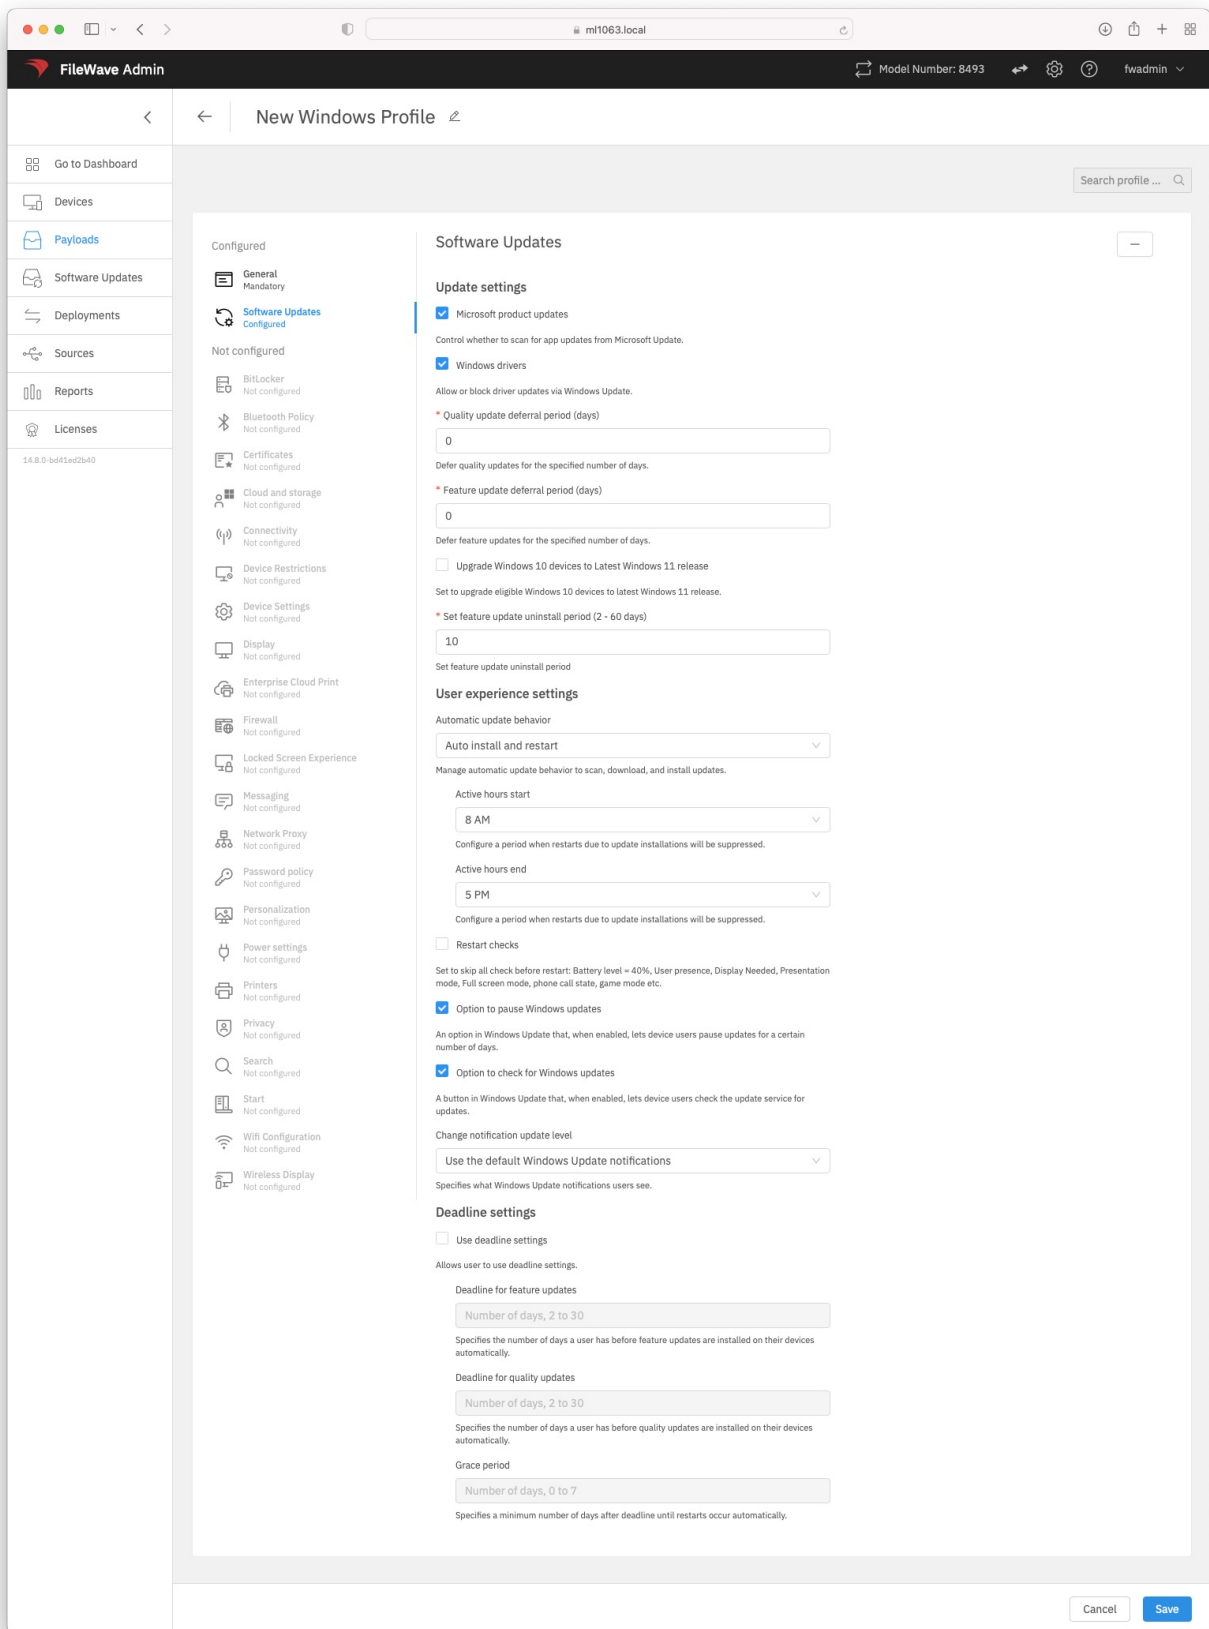 ml1063.local
FileWave Admin
Model Number: 8493
fwadmin
New Windows Profile
Go to Dashboard
Devices
Payloads
Software Updates
Deployments
Sources
Reports
Licenses
14.8.0-bd41ed2b40
Search profile ...
Configured
General
Mandatory
Software Updates
Configured
Not configured
BitLocker
Not configured
Bluetooth Policy
Not configured
Certificates
Not configured
Cloud and storage
Not configured
Connectivity
Not configured
Device Restrictions
Not configured
Device Settings
Not configured
Display
Not configured
Enterprise Cloud Print
Not configured
Firewall
Not configured
Locked Screen Experience
Not configured
Messaging
Not configured
Network Proxy
Not configured
Password policy
Not configured
Personalization
Not configured
Power settings
Not configured
Printers
Not configured
Privacy
Not configured
Search
Not configured
Start
Not configured
Wifi Configuration
Not configured
Wireless Display
Not configured
Software Updates
Update settings
Microsoft product updates
Control whether to scan for app updates from Microsoft Update.
Windows drivers
Allow or block driver updates via Windows Update.
* Quality update deferral period (days)
0
Defer quality updates for the specified number of days.
* Feature update deferral period (days)
0
Defer feature updates for the specified number of days.
Upgrade Windows 10 devices to Latest Windows 11 release
Set to upgrade eligible Windows 10 devices to latest Windows 11 release.
* Set feature update uninstall period (2 - 60 days)
10
Set feature update uninstall period
User experience settings
Automatic update behavior
Auto install and restart
Manage automatic update behavior to scan, download, and install updates.
Active hours start
8 AM
Configure a period when restarts due to update installations will be suppressed.
Active hours end
5 PM
Configure a period when restarts due to update installations will be suppressed.
Restart checks
Set to skip all check before restart: Battery level = 40%, User presence, Display Needed, Presentation
mode, Full screen mode, phone call state, game mode etc.
Option to pause Windows updates
An option in Windows Update that, when enabled, lets device users pause updates for a certain
number of days.
Option to check for Windows updates
A button in Windows Update that, when enabled, lets device users check the update service for
updates.
Change notification update level
Use the default Windows Update notifications
Specifies what Windows Update notifications users see.
Deadline settings
Use deadline settings
Allows user to use deadline settings.
Deadline for feature updates
Number of days, 2 to 30
Specifies the number of days a user has before feature updates are installed on their devices
automatically.
Deadline for quality updates
Number of days, 2 to 30
Specifies the number of days a user has before quality updates are installed on their devices
automatically.
Grace period
Number of days, 0 to 7
Specifies a minimum number of days after deadline until restarts occur automatically.
Cancel
Save